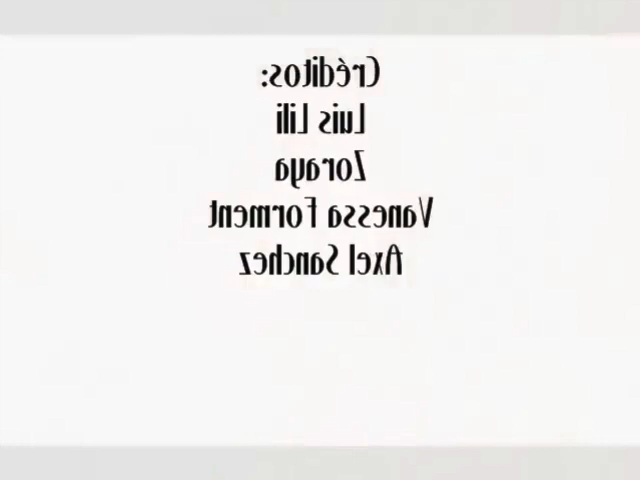 Créditos:
Luis Lili
Zoraya
Vanessa Forment
Axel Sanchez